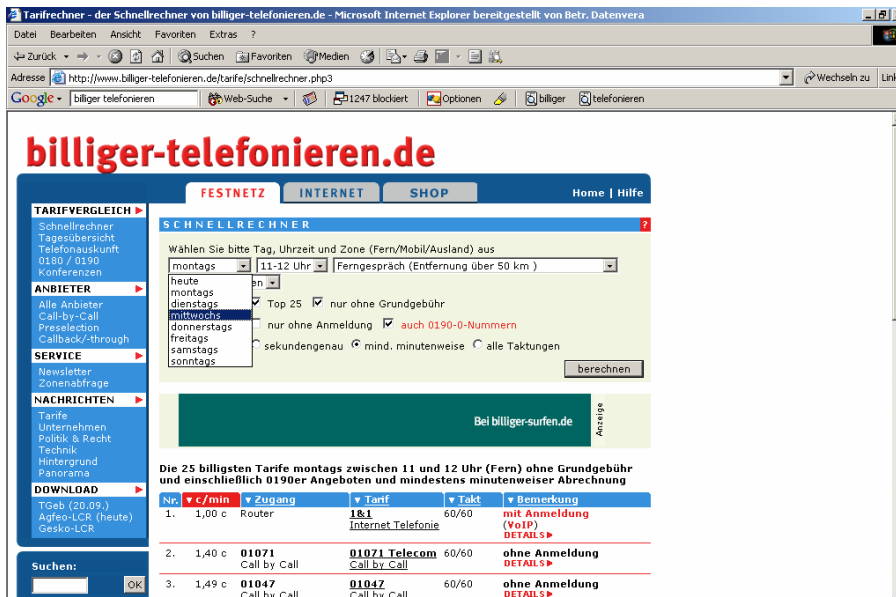 Tarifrechner - der Schnellrechner von billiger-telefonieren.de - Microsoft Internet Explorer bereitgestellt von Betr. Datenvera
Datei Bearbeiten Ansicht Favoriten Extras ?
Zurück Suchen Favoriten Medien
Adresse http://www.billiger-telefonieren.de/tarife/schnellrechner.php3 Wechseln zu Link
Google billiger telefonieren Web-Suche 1247 blockiert Optionen billiger telefonieren
billiger-telefonieren.de
FESTNETZ INTERNET SHOP Home | Hilfe
TARIFVERGLEICH
Schnellrechner
Tagesübersicht
Telefonauskunft
0180 / 0190
Konferenzen
ANBIETER
Alle Anbieter
Call-by-Call
Preselection
Callback/-through
SERVICE
Newsletter
Zonenabfrage
NACHRICHTEN
Tarife
Unternehmen
Politik & Recht
Technik
Hintergrund
Panorama
DOWNLOAD
TGeb (20.09.)
Agfeo-LCR (heute)
Gesko-LCR
Suchen:
OK
SCHNELLRECHNER ?
Wählen Sie bitte Tag, Uhrzeit und Zone (Fern/Mobil/Ausland) aus
montags 11-12 Uhr Ferngespräch (Entfernung über 50 km )
heute
montags
dienstags
mittwochs
donnerstags
freitags
samstags
sonntags
en
Top 25 nur ohne Grundgebühr
nur ohne Anmeldung auch 0190-0-Nummern
sekundengenau mind. minutenweise alle Taktungen
berechnen
Bei billiger-surfen.de
Anzeige
Die 25 billigsten Tarife montags zwischen 11 und 12 Uhr (Fern) ohne Grundgebühr
und einschließlich 0190er Angeboten und mindestens minutenweiser Abrechnung
Nr. c/min Zugang Tarif Takt Bemerkung
1. 1,00 c Router 1&1 60/60 mit Anmeldung
Internet Telefonie (VoIP)
DETAILS
2. 1,40 c 01071 01071 Telecom 60/60 ohne Anmeldung
Call by Call Call by Call DETAILS
3. 1,49 c 01047 01047 60/60 ohne Anmeldung
Call by Call Call by Call DETAILS